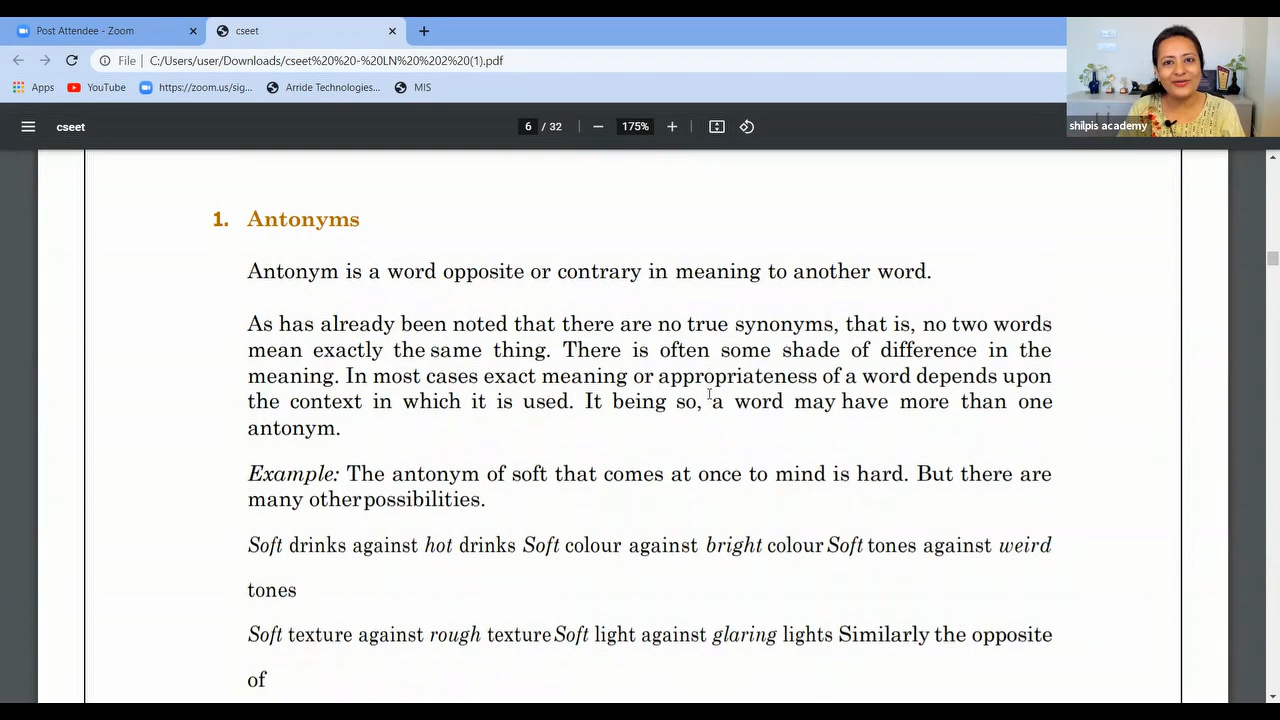 Post Attendee - Zoom
cseet
File
C:/Users/user/Downloads/cseet%20%20-%20LN%20%202%20(1).pdf
Apps
YouTube
https://zoom.us/sig...
Arride Technologies...
MIS
shilpis academy
cseet
6 / 32
175%
1. Antonyms
Antonym is a word opposite or contrary in meaning to another word.
As has already been noted that there are no true synonyms, that is, no two words
mean exactly the same thing. There is often some shade of difference in the
meaning. In most cases exact meaning or appropriateness of a word depends upon
the context in which it is used. It being so, a word may have more than one
antonym.
Example: The antonym of soft that comes at once to mind is hard. But there are
many other possibilities.
Soft drinks against hot drinks Soft colour against bright colour Soft tones against weird
tones
Soft texture against rough texture Soft light against glaring lights Similarly the opposite
of